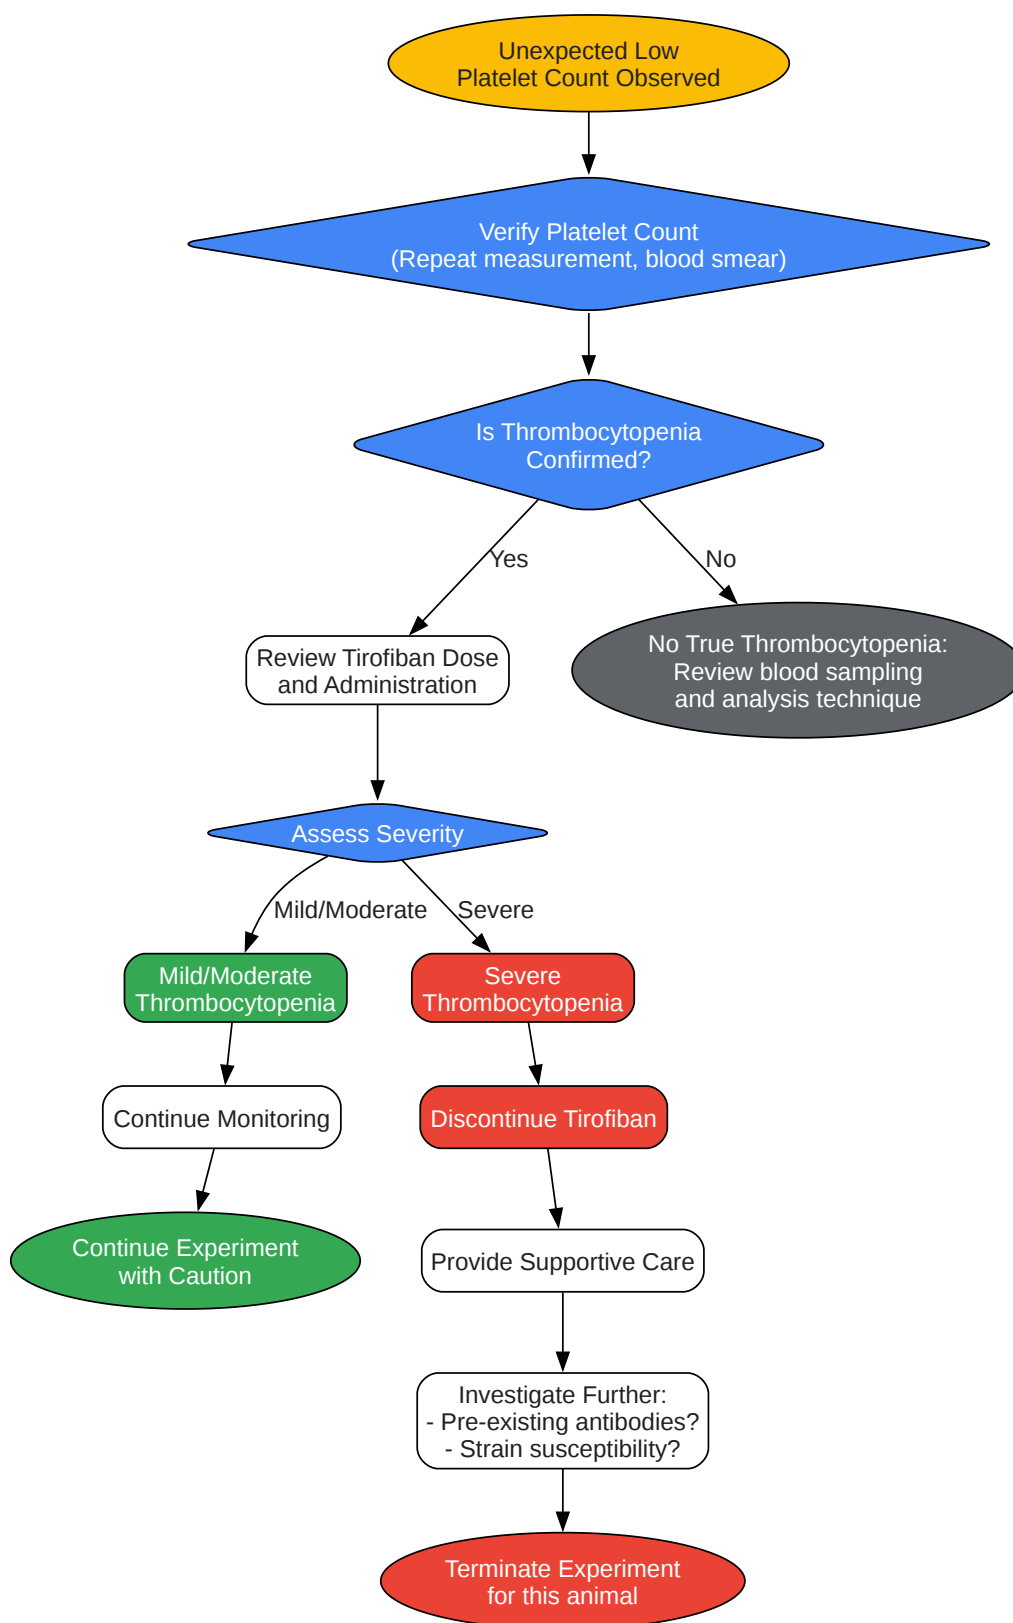 Unexpected Low
Platelet Count Observed
Verify Platelet Count
(Repeat measurement, blood smear)
Is Thrombocytopenia
Confirmed?
Yes
No
Review Tirofiban Dose
and Administration
No True Thrombocytopenia:
Review blood sampling
and analysis technique
Assess Severity
Mild/Moderate
Severe
Mild/Moderate
Thrombocytopenia
Severe
Thrombocytopenia
Continue Monitoring
Discontinue Tirofiban
Continue Experiment
with Caution
Provide Supportive Care
Investigate Further:
- Pre-existing antibodies?
- Strain susceptibility?
Terminate Experiment
for this animal